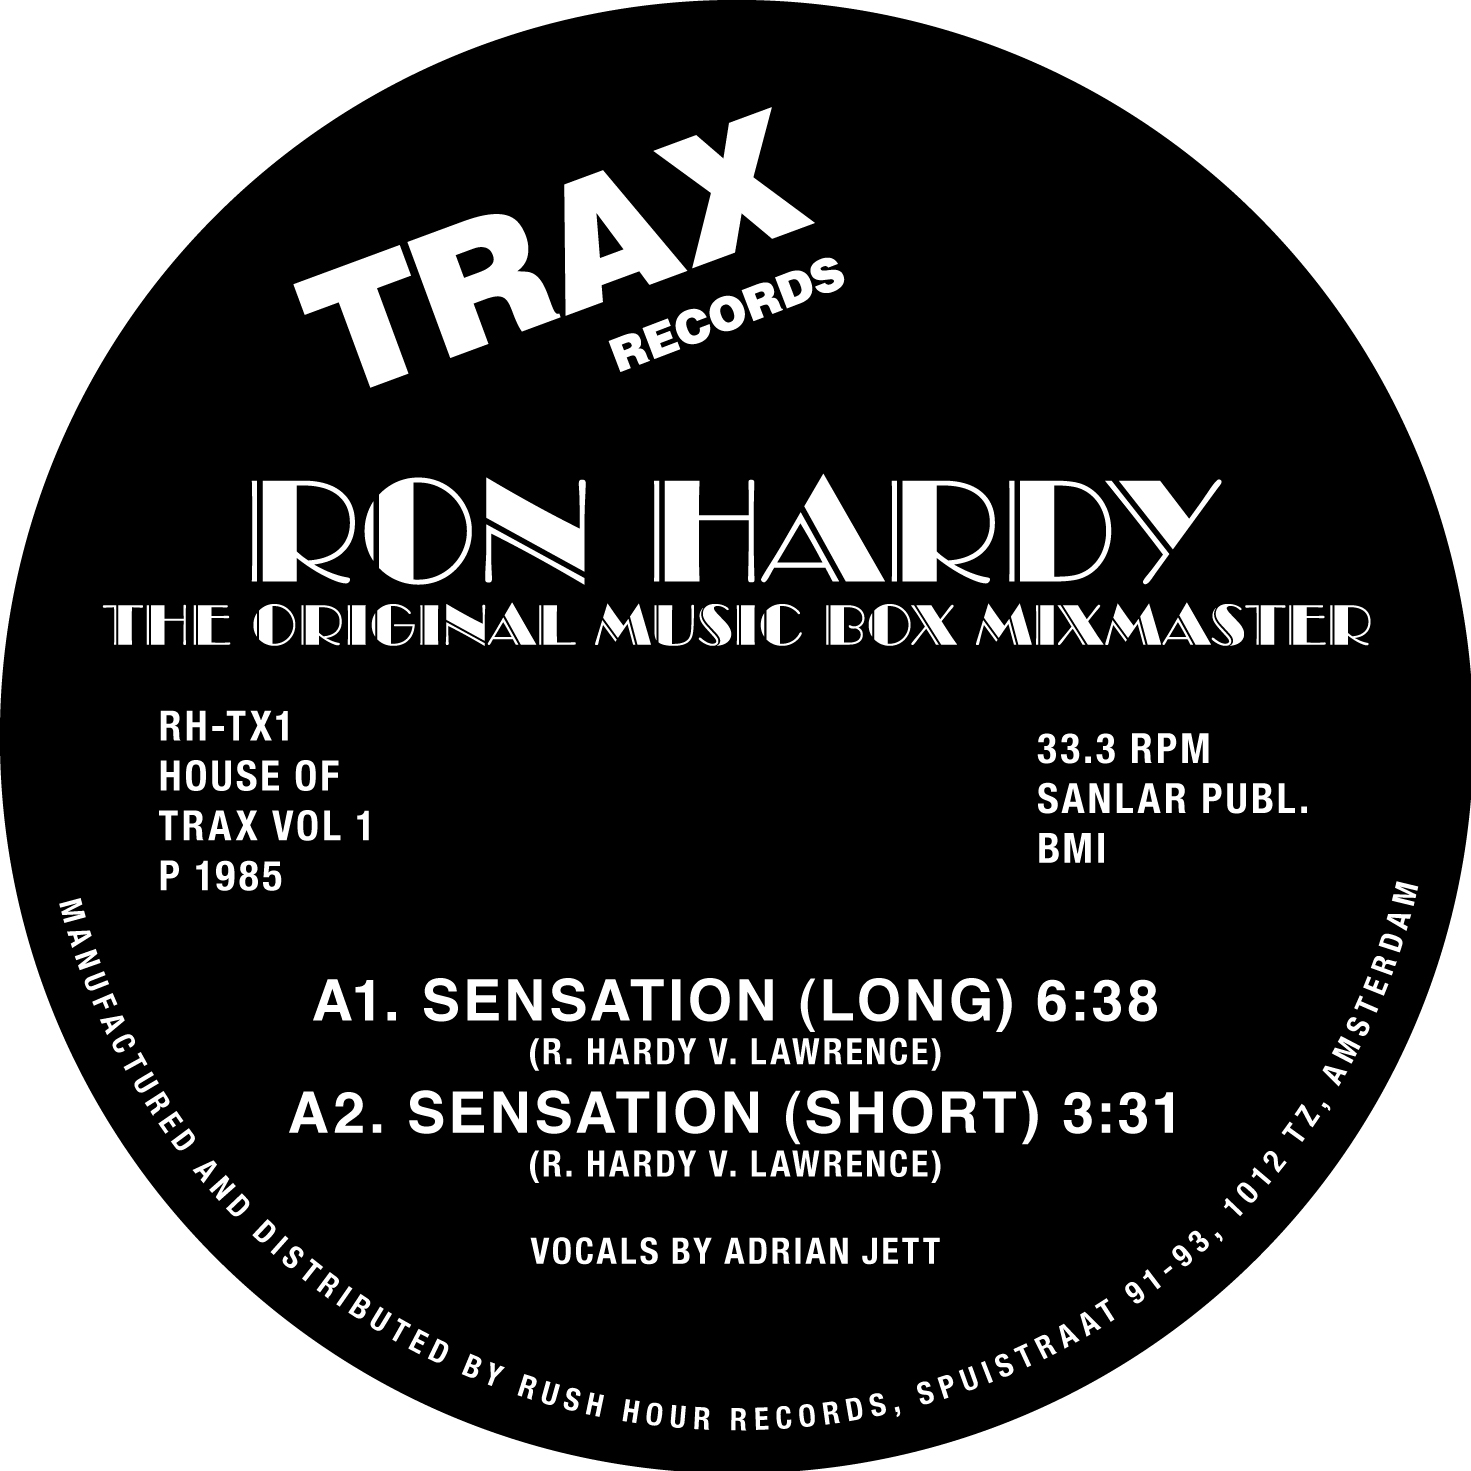 TRAX
RECORDS
RON HARDY
THE ORIGINAL MUSIC BOX MIXMASTER
RH-TX1
HOUSE OF
TRAX VOL 1
P 1985
33.3 RPM
SANLAR PUBL.
BMI
A1. SENSATION (LONG) 6:38
(R. HARDY V. LAWRENCE)
A2. SENSATION (SHORT) 3:31
(R. HARDY V. LAWRENCE)
VOCALS BY ADRIAN JETT
MANUFACTURED AND DISTRIBUTED BY RUSH HOUR RECORDS, SPUISTRAAT 91-93, 1012 TZ, AMSTERDAM